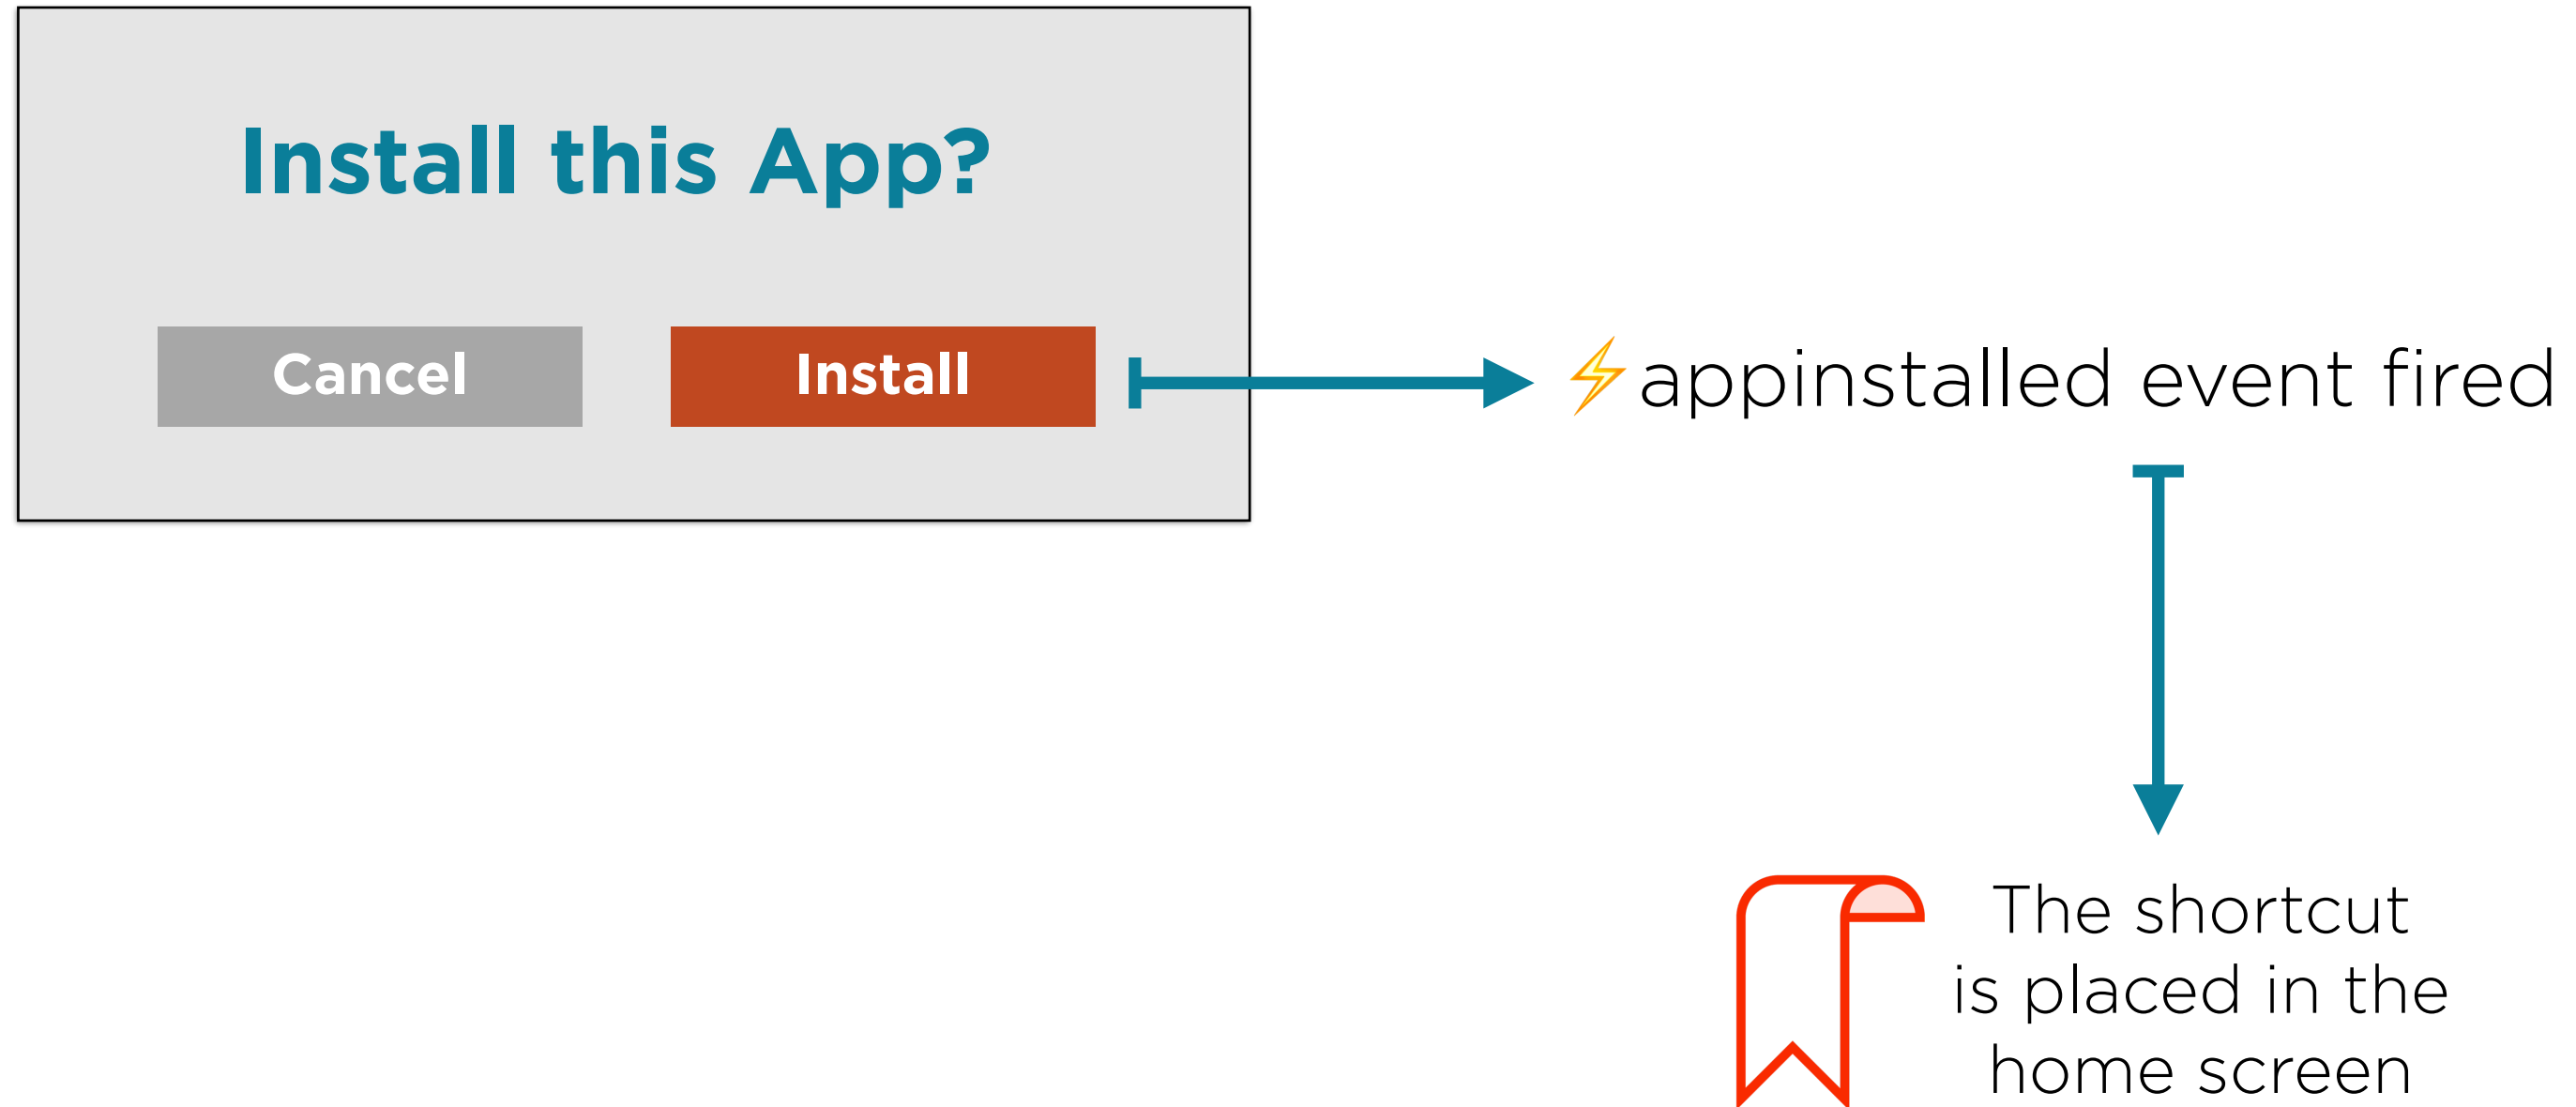 Install this App?
Cancel
Install
⚡appinstalled event fired
The shortcut
is placed in the
home screen